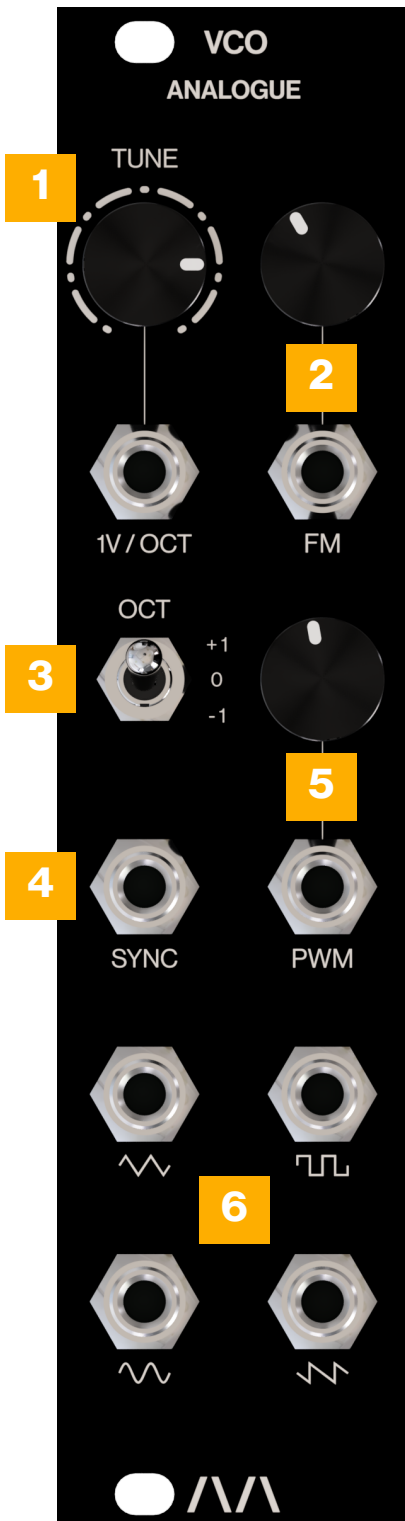 VCO
ANALOGUE
TUNE
1
2
1V / OCT
FM
OCT
+1
0
-1
3
5
4
SYNC
PWM
6